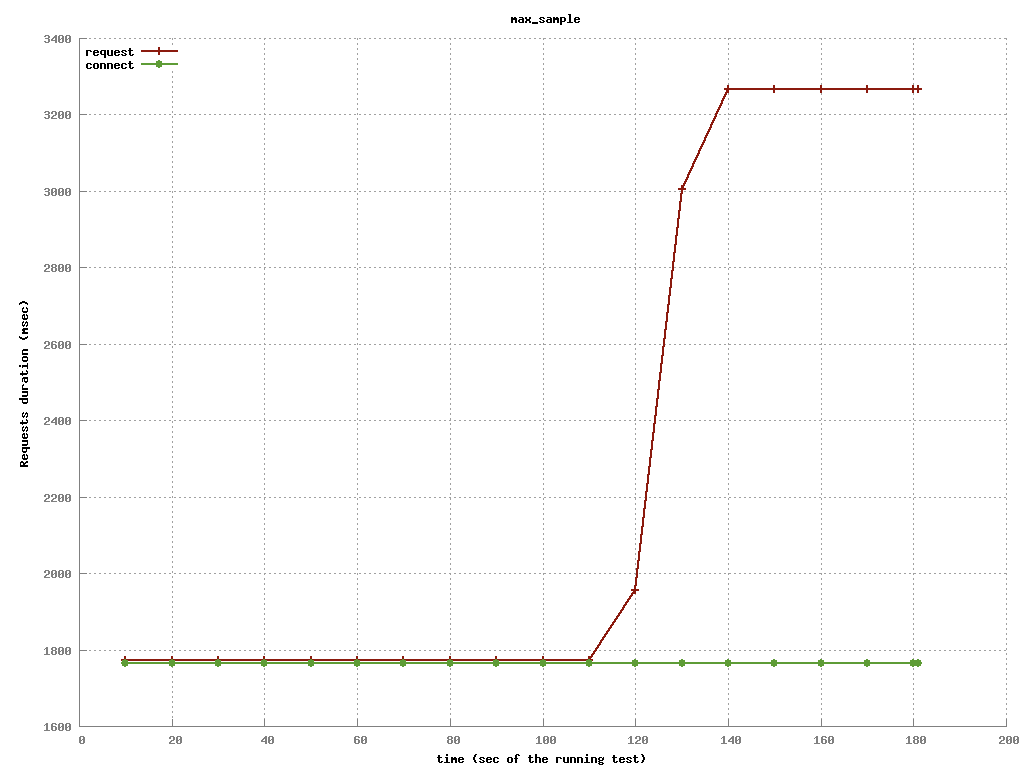 max_sample
3400
request
connect
3200
3000
2800
2600
2400
2200
2000
1800
1600
Requests duration (msec)
0 20 40 60 80 100 120 140 160 180 200
time (sec of the running test)